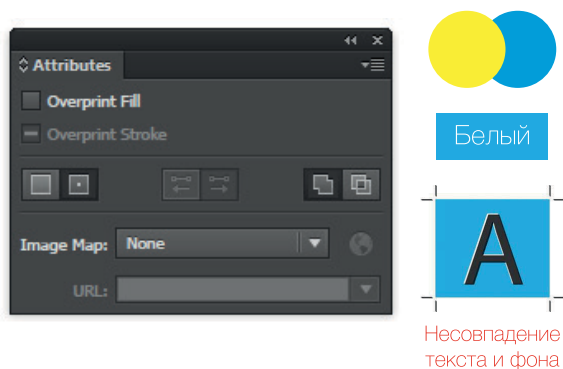 Attributes
Overprint Fill
Overprint Stroke
Image Map: None
URL:
Белый
A
Несовпадение
текста и фона